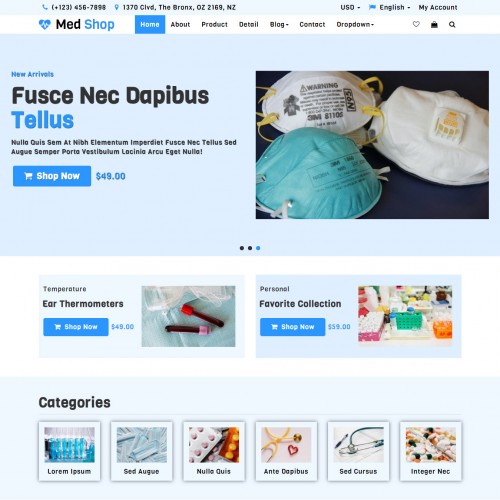 (+123) 456-7898 1370 Clvd, The Bronx, OZ 2169, NZ USD English My Account
Med Shop Home About Product Detail Blog Contact Dropdown
New Arrivals
Fusce Nec Dapibus
Tellus
Nulla Quis Sem At Nibh Elementum Imperdiet Fusce Nec Tellus Sed
Augue Semper Porta Vestibulum Lacinia Arcu Eget Nulla!
Shop Now $49.00
WARNING
Temperature
Ear Thermometers
Shop Now $49.00
Personal
Favorite Collection
Shop Now $59.00
Categories
Lorem Ipsum Sed Augue Nulla Quis Ante Dapibus Sed Cursus Integer Nec